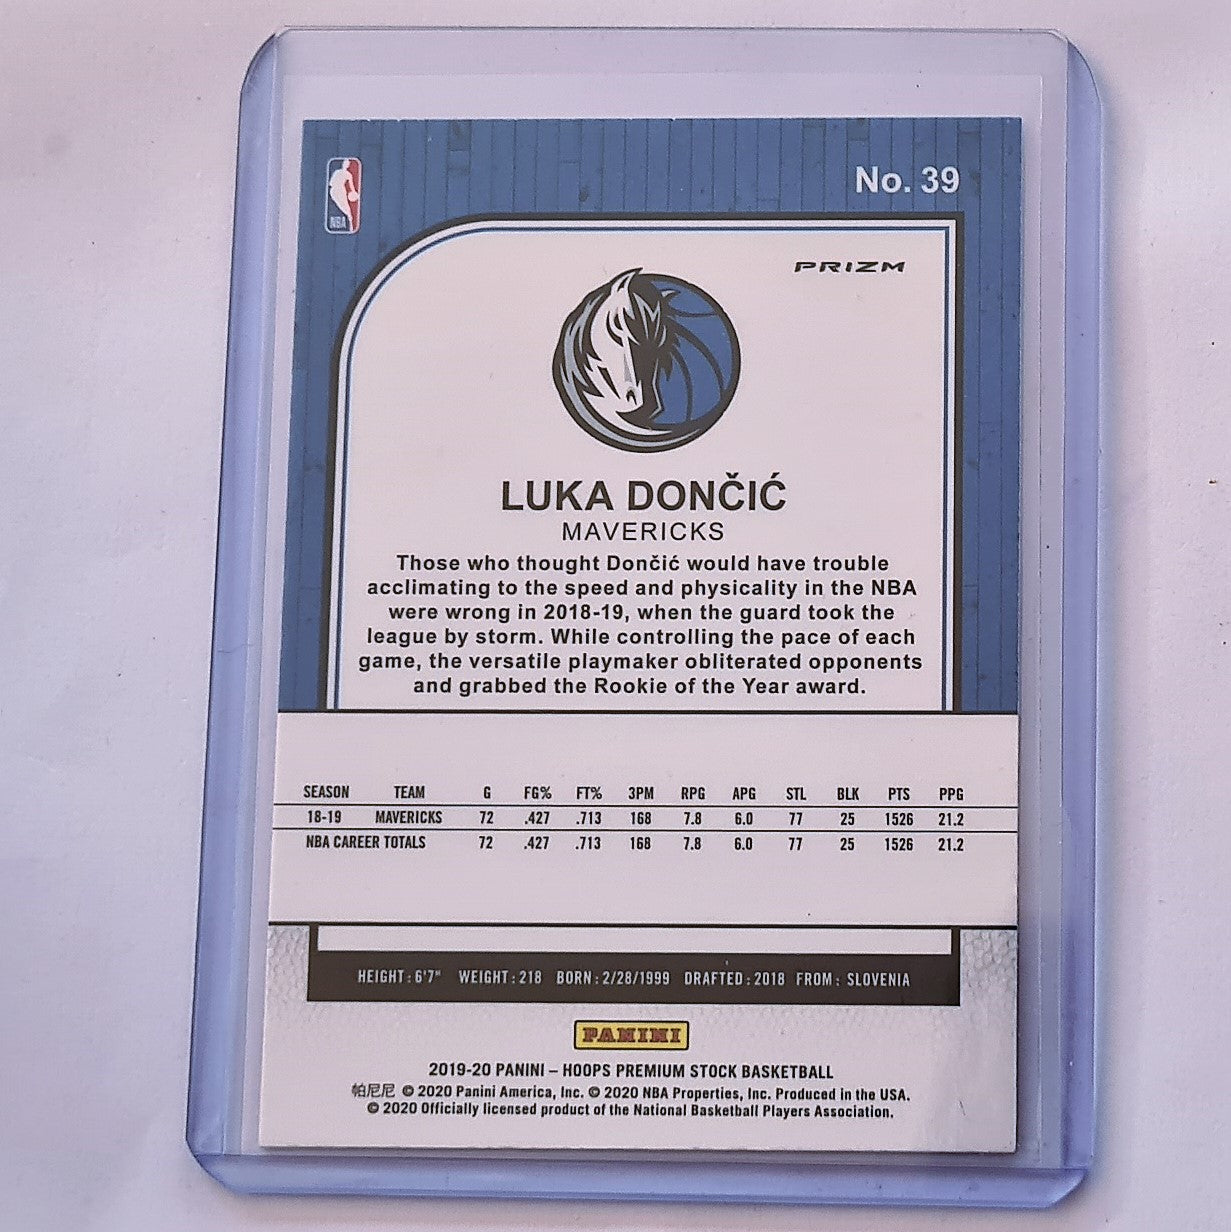 No. 39
NBA
PRIZM
LUKA DONČIĆ
MAVERICKS
Those who thought Dončić would have trouble
acclimating to the speed and physicality in the NBA
were wrong in 2018-19, when the guard took the
league by storm. While controlling the pace of each
game, the versatile playmaker obliterated opponents
and grabbed the Rookie of the Year award.
SEASON TEAM G FG% FT% 3PM RPG APG STL BLK PTS PPG
18-19 MAVERICKS 72 .427 .713 168 7.8 6.0 77 25 1526 21.2
NBA CAREER TOTALS 72 .427 .713 168 7.8 6.0 77 25 1526 21.2
HEIGHT: 6'7" WEIGHT: 218 BORN: 2/28/1999 DRAFTED: 2018 FROM: SLOVENIA
PANINI
2019-20 PANINI – HOOPS PREMIUM STOCK BASKETBALL
帕尼尼 © 2020 Panini America, Inc. © 2020 NBA Properties, Inc. Produced in the USA.
© 2020 Officially licensed product of the National Basketball Players Association.